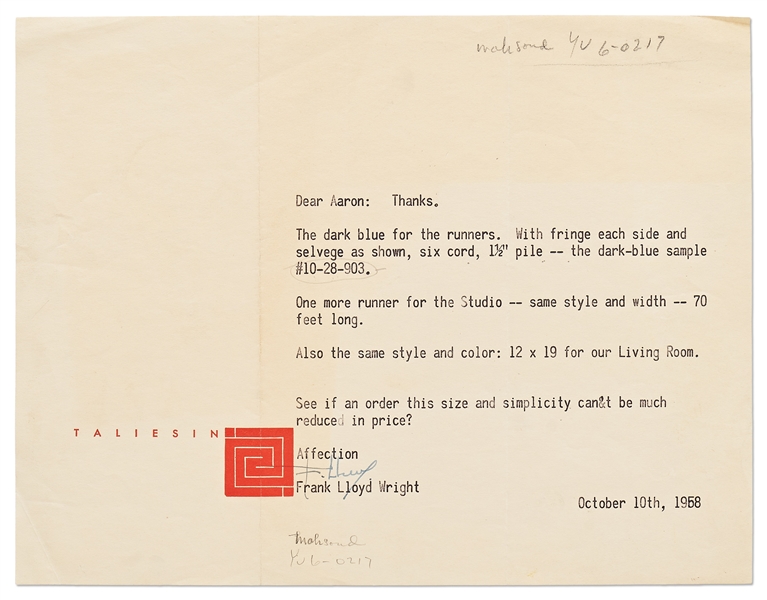 mahsoud YU 6-0217
Dear Aaron: Thanks.
The dark blue for the runners. With fringe each side and
selvege as shown, six cord, 1½" pile -- the dark-blue sample
#10-28-903.
One more runner for the Studio -- same style and width -- 70
feet long.
Also the same style and color: 12 x 19 for our Living Room.
See if an order this size and simplicity can't be much
reduced in price?
TALIESIN
Affection
Frank Lloyd Wright
October 10th, 1958
mahsoud
YU 6-0217